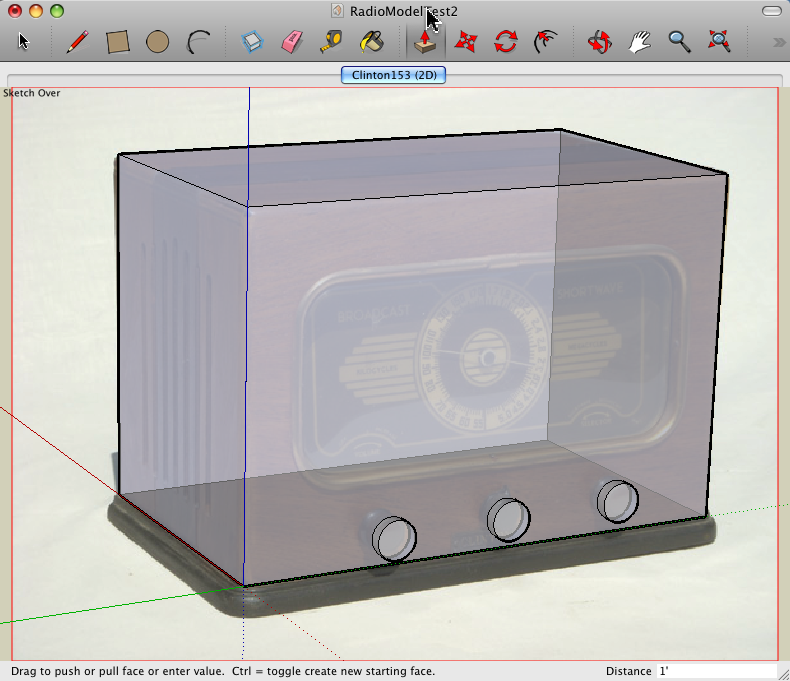 RadioModelTest2
Clinton153 (2D)
Sketch Over
BROADCAST
Drag to push or pull face or enter value.  Ctrl = toggle create new starting face.
Distance 1'